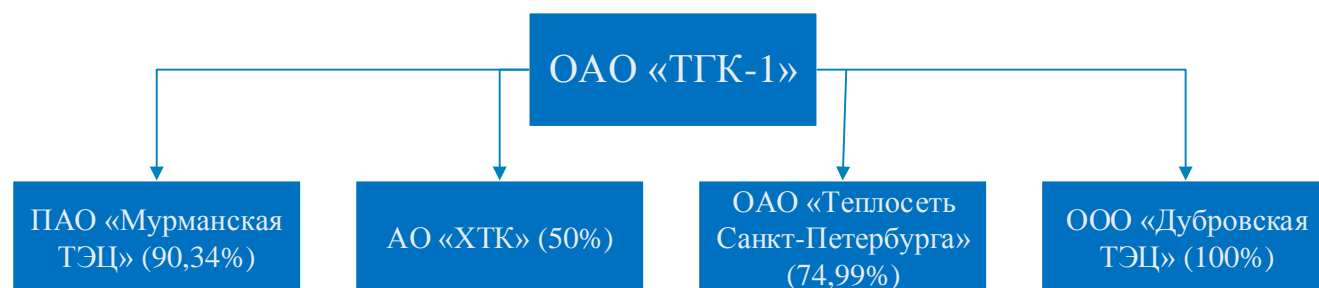 ОАО «ТГК-1»
ПАО «Мурманская
ТЭЦ» (90,34%)
АО «ХТК» (50%)
ОАО «Теплосеть
Санкт-Петербурга»
(74,99%)
ООО «Дубровская
ТЭЦ» (100%)